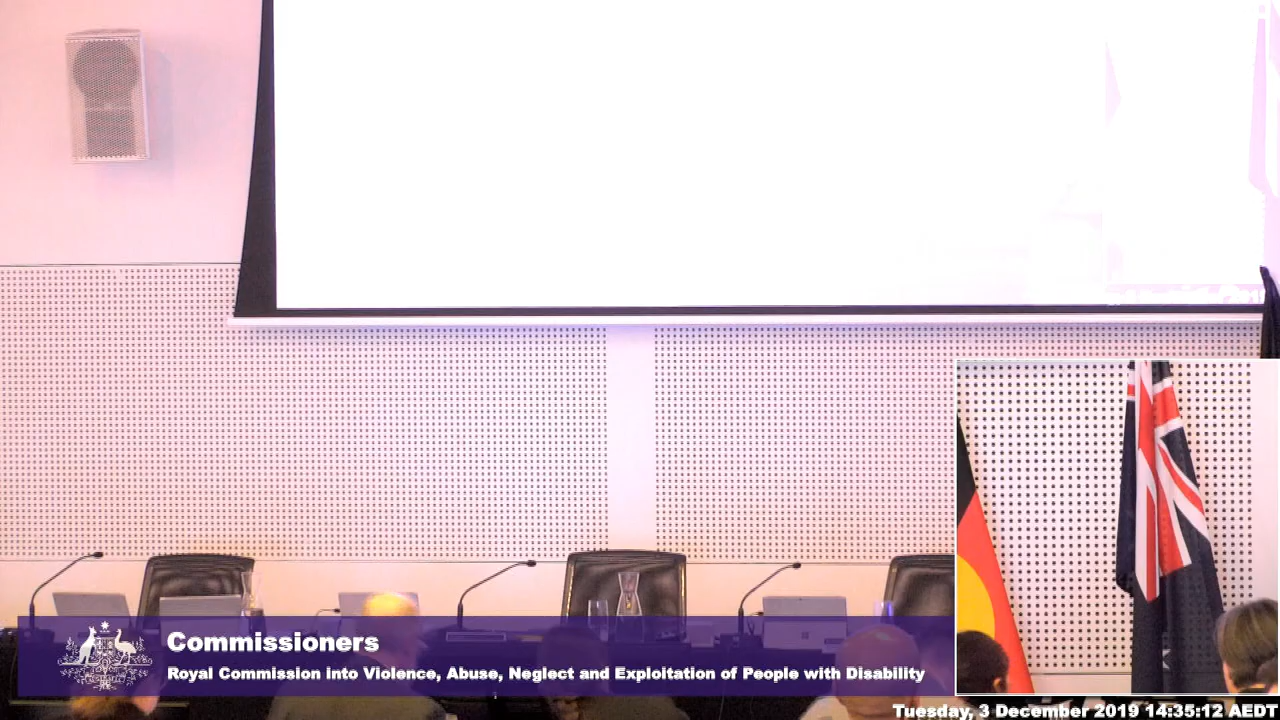 Commissioners
Royal Commission into Violence, Abuse, Neglect and Exploitation of People with Disability
Tuesday, 3 December 2019 14:35:12 AEDT